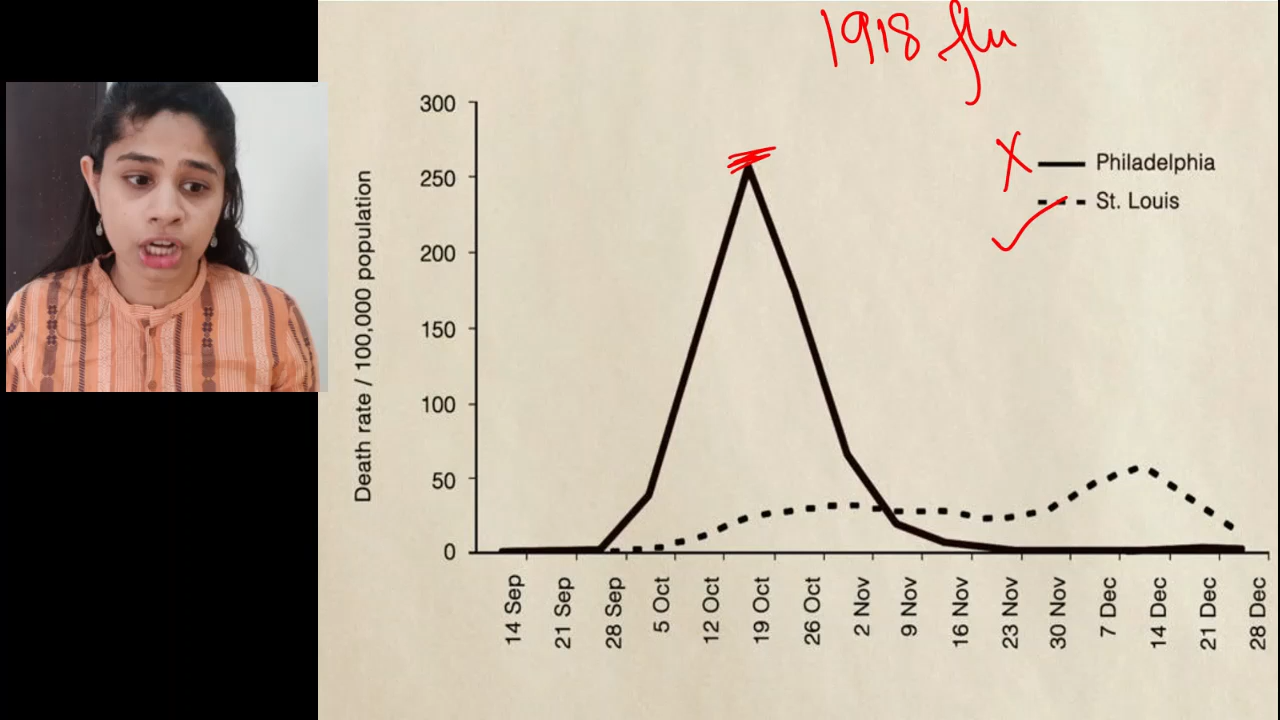 1918 flu
300
250
200
150
100
50
0
Death rate / 100,000 population
Philadelphia
St. Louis
14 Sep
21 Sep
28 Sep
5 Oct
12 Oct
19 Oct
26 Oct
2 Nov
9 Nov
16 Nov
23 Nov
30 Nov
7 Dec
14 Dec
21 Dec
28 Dec